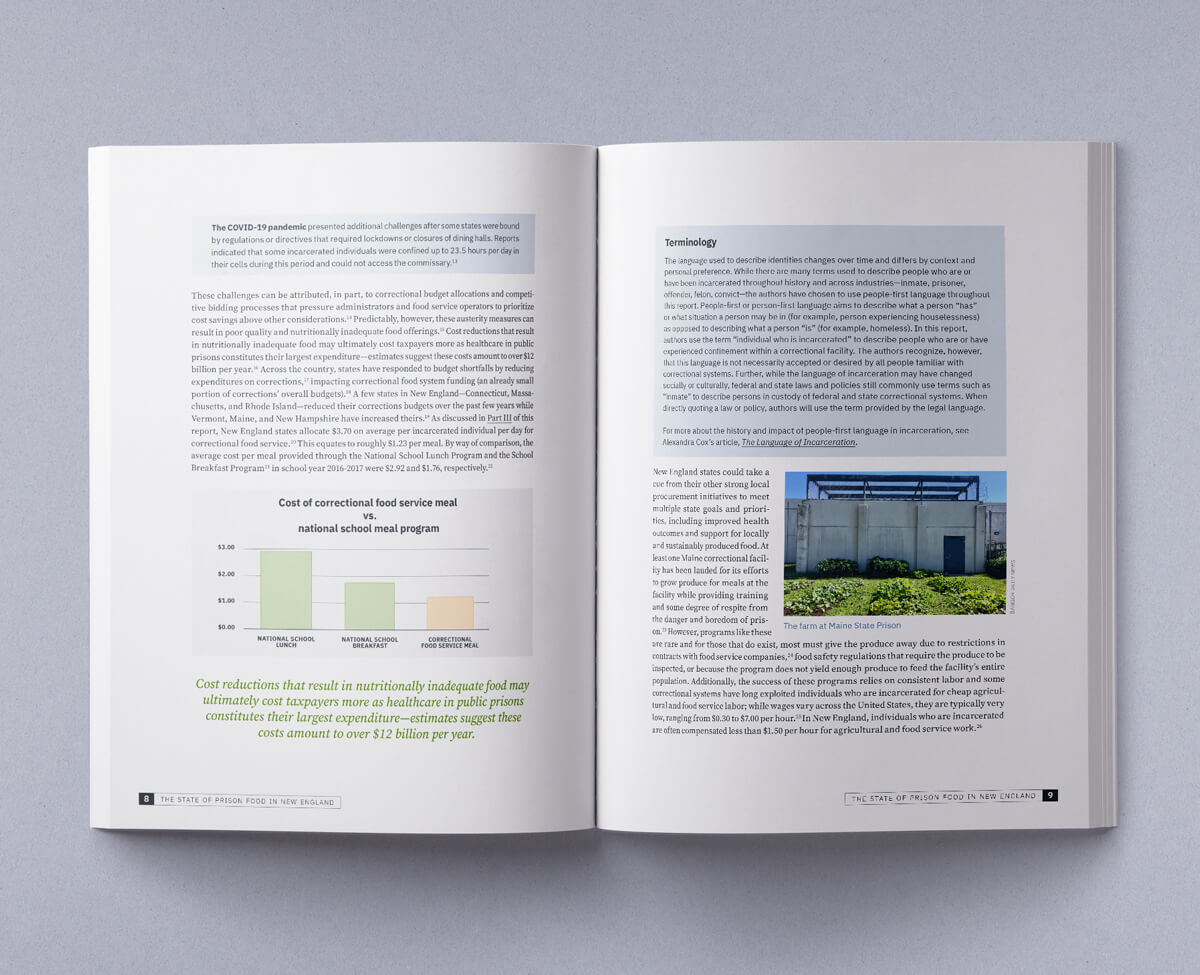 The COVID-19 pandemic presented additional challenges after some states were bound
by regulations or directives that required lockdowns or closures of dining halls. Reports
indicated that some incarcerated individuals were confined up to 23.5 hours per day in
their cells during this period and could not access the commissary.¹³
These challenges can be attributed, in part, to correctional budget allocations and competi-
tive bidding processes that pressure administrators and food service operators to prioritize
cost savings above other considerations.¹⁴ Predictably, however, these austerity measures can
result in poor quality and nutritionally inadequate food offerings.¹⁵ Cost reductions that result
in nutritionally inadequate food may ultimately cost taxpayers more as healthcare in public
prisons constitutes their largest expenditure—estimates suggest these costs amount to over $12
billion per year.¹⁶ Across the country, states have responded to budget shortfalls by reducing
expenditures on corrections,¹⁷ impacting correctional food system funding (an already small
portion of corrections’ overall budgets).¹⁸ A few states in New England—Connecticut, Massa-
chusetts, and Rhode Island—reduced their corrections budgets over the past few years while
Vermont, Maine, and New Hampshire have increased theirs.¹⁹ As discussed in Part III of this
report, New England states allocate $3.70 on average per incarcerated individual per day for
correctional food service.²⁰ This equates to roughly $1.23 per meal. By way of comparison, the
average cost per meal provided through the National School Lunch Program and the School
Breakfast Program²¹ in school year 2016-2017 were $2.92 and $1.76, respectively.²²
Cost of correctional food service meal
vs.
national school meal program
$3.00
$2.00
$1.00
$0.00
NATIONAL SCHOOL
LUNCH
NATIONAL SCHOOL
BREAKFAST
CORRECTIONAL
FOOD SERVICE MEAL
Cost reductions that result in nutritionally inadequate food may
ultimately cost taxpayers more as healthcare in public prisons
constitutes their largest expenditure—estimates suggest these
costs amount to over $12 billion per year.
8 THE STATE OF PRISON FOOD IN NEW ENGLAND
Terminology
The language used to describe identities changes over time and differs by context and
personal preference. While there are many terms used to describe people who are or
have been incarcerated throughout history and across industries—inmate, prisoner,
offender, felon, convict—the authors have chosen to use people-first language throughout
this report. People-first or person-first language aims to describe what a person “has”
or what situation a person may be in (for example, person experiencing houselessness)
as opposed to describing what a person “is” (for example, homeless). In this report,
authors use the term “individual who is incarcerated” to describe people who are or have
experienced confinement within a correctional facility. The authors recognize, however,
that this language is not necessarily accepted or desired by all people familiar with
correctional systems. Further, while the language of incarceration may have changed
socially or culturally, federal and state laws and policies still commonly use terms such as
“inmate” to describe persons in custody of federal and state correctional systems. When
directly quoting a law or policy, authors will use the term provided by the legal language.
For more about the history and impact of people-first language in incarceration, see
Alexandra Cox’s article, The Language of Incarceration.
New England states could take a
cue from their other strong local
procurement initiatives to meet
multiple state goals and priori-
ties, including improved health
outcomes and support for locally
and sustainably produced food. At
least one Maine correctional facil-
ity has been lauded for its efforts
to grow produce for meals at the
facility while providing training
and some degree of respite from
the danger and boredom of pris-
on.²³ However, programs like these
are rare and for those that do exist, most must give the produce away due to restrictions in
contracts with food service companies,²⁴ food safety regulations that require the produce to be
inspected, or because the program does not yield enough produce to feed the facility’s entire
population. Additionally, the success of these programs relies on consistent labor and some
correctional systems have long exploited individuals who are incarcerated for cheap agricul-
tural and food service labor; while wages vary across the United States, they are typically very
low, ranging from $0.30 to $7.00 per hour.²⁵ In New England, individuals who are incarcerated
are often compensated less than $1.50 per hour for agricultural and food service work.²⁶
BANGOR DAILY NEWS
The farm at Maine State Prison
THE STATE OF PRISON FOOD IN NEW ENGLAND 9